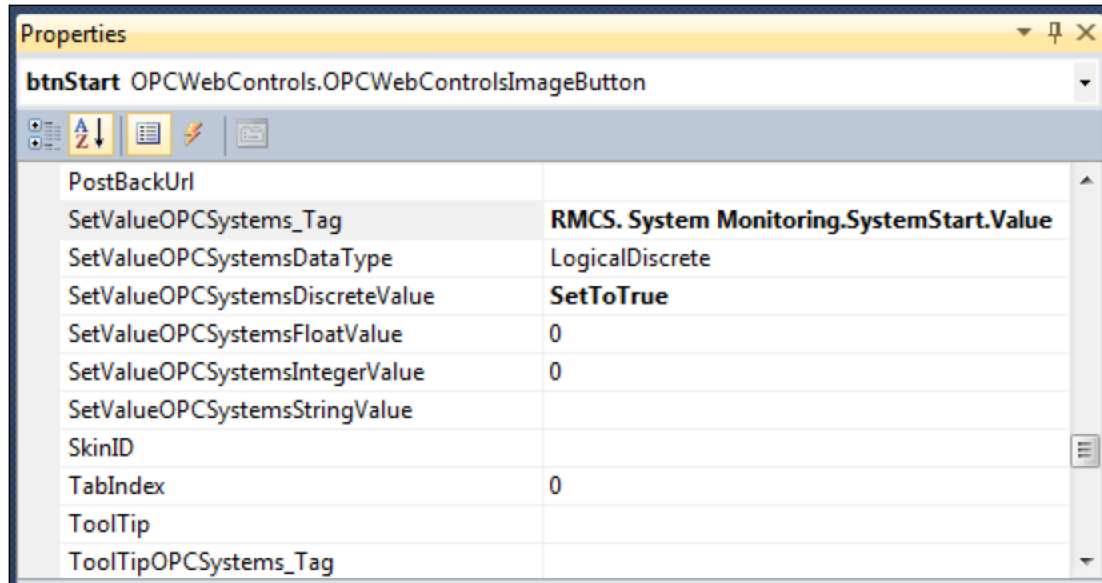 Properties
btnStart OPCWebControls.OPCWebControlsImageButton
A Z
PostBackUrl
SetValueOPCSystems_Tag RMCS. System Monitoring.SystemStart.Value
SetValueOPCSystemsDataType LogicalDiscrete
SetValueOPCSystemsDiscreteValue SetToTrue
SetValueOPCSystemsFloatValue 0
SetValueOPCSystemsIntegerValue 0
SetValueOPCSystemsStringValue
SkinID
TabIndex 0
ToolTip
ToolTipOPCSystems_Tag